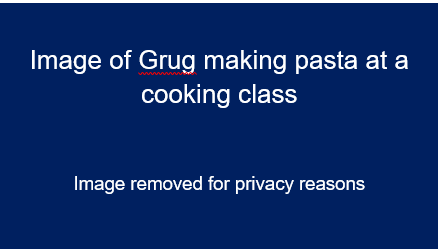 Image of Grug making pasta at a
cooking class
Image removed for privacy reasons